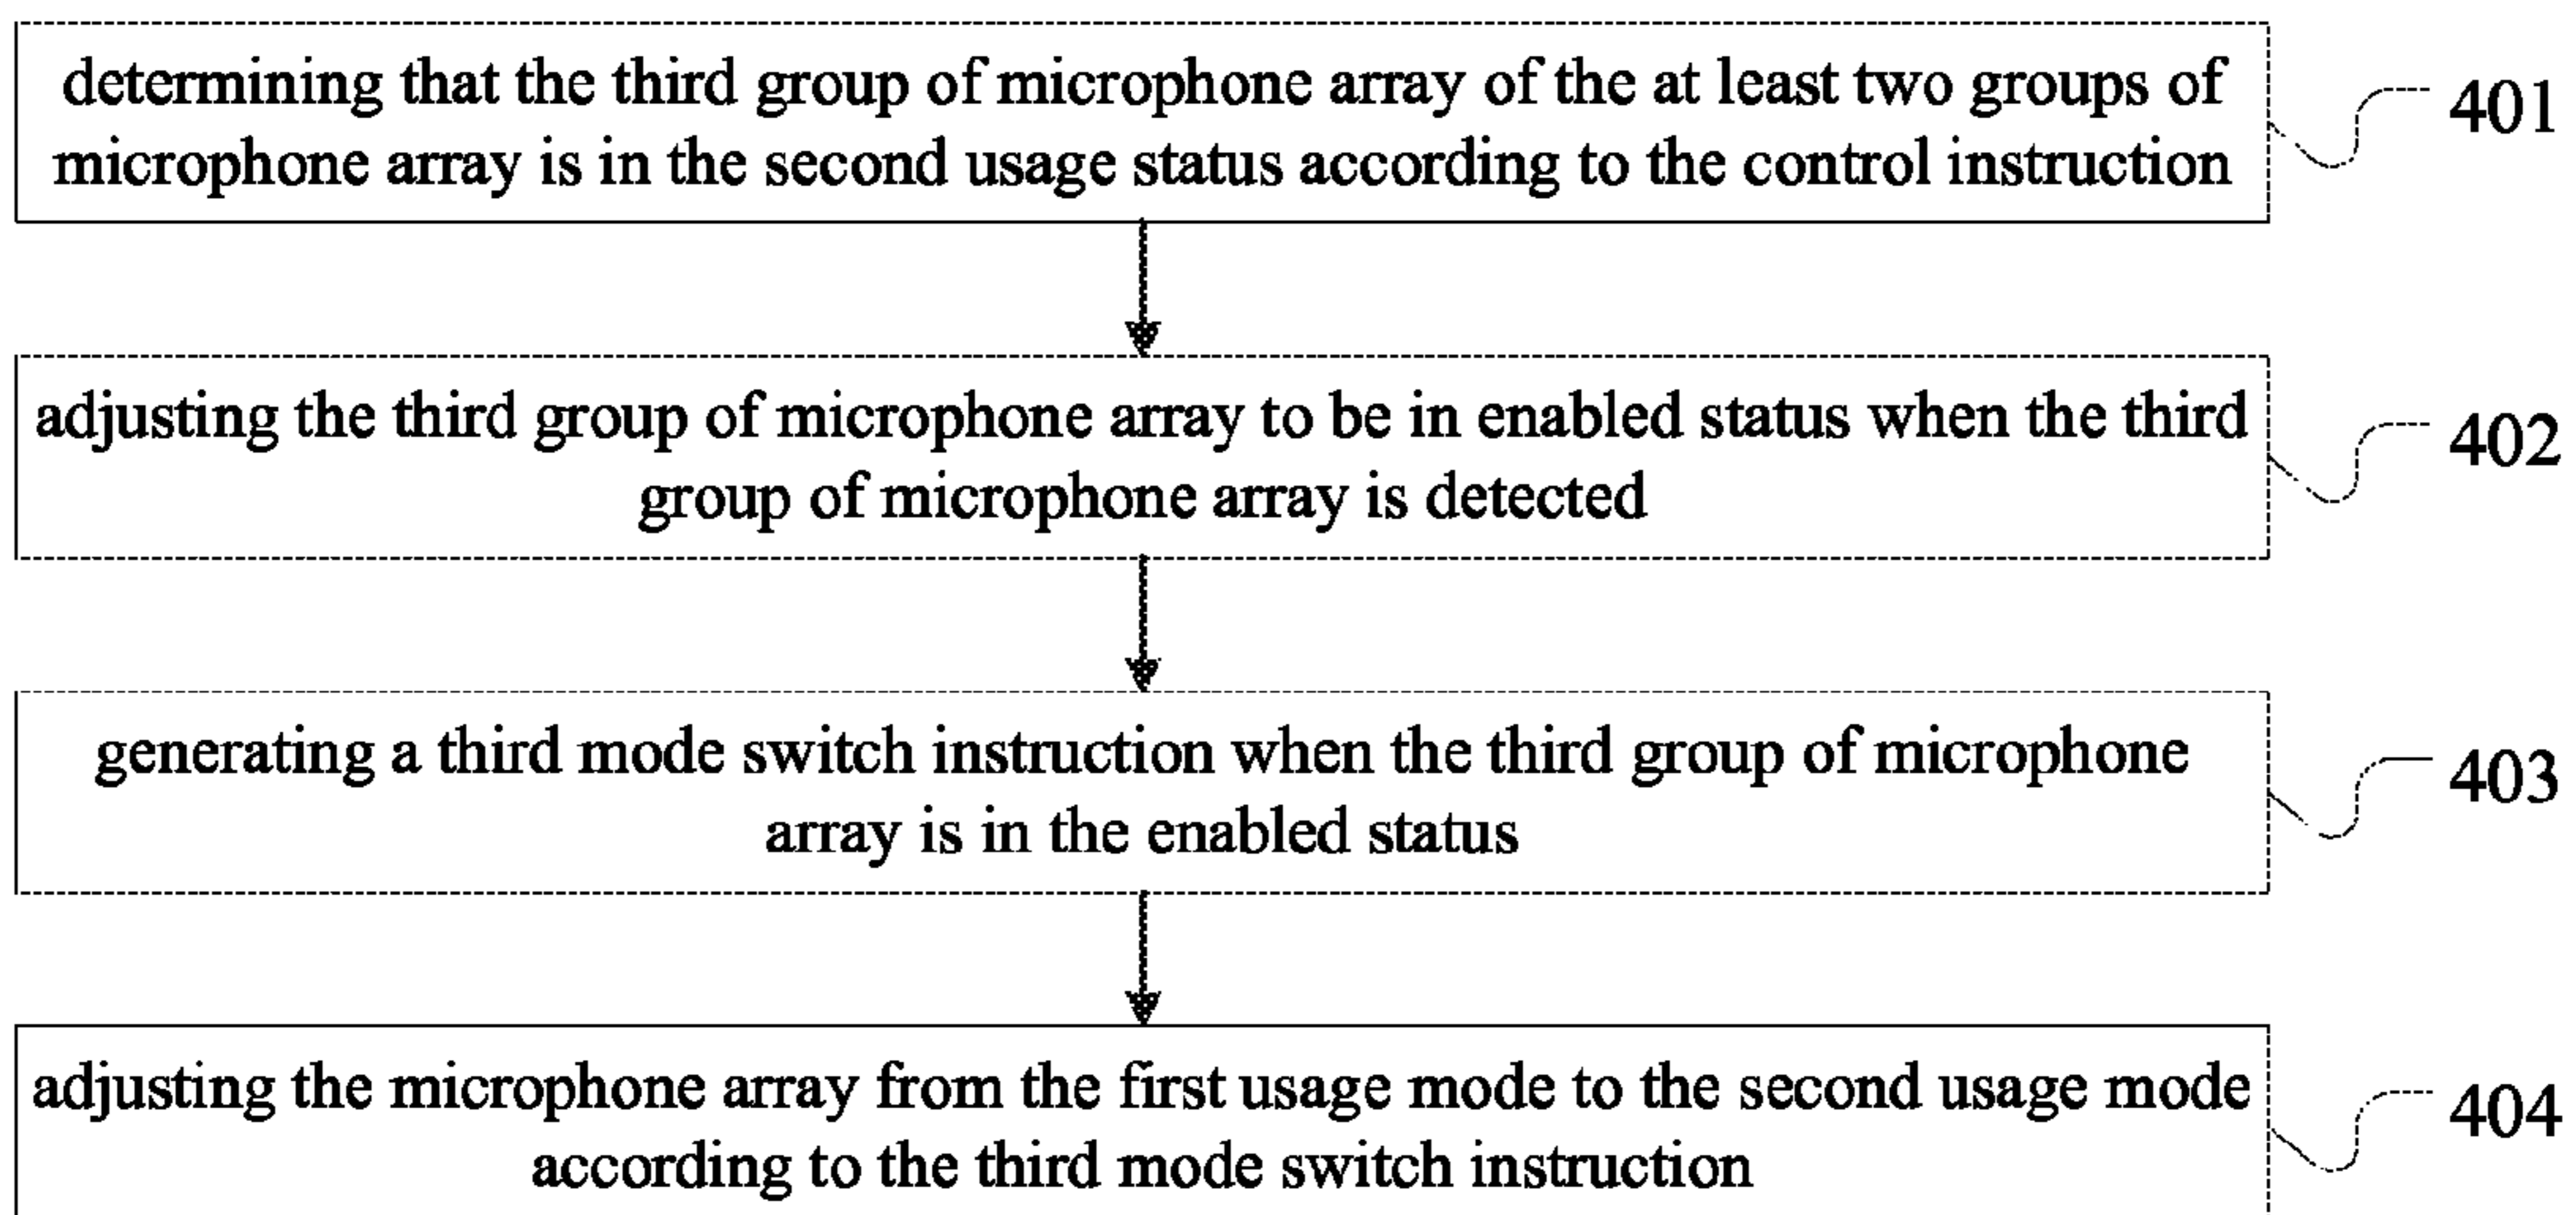 determining that the third group of microphone array of the at least two groups of
microphone array is in the second usage status according to the control instruction
401
adjusting the third group of microphone array to be in enabled status when the third
group of microphone array is detected
402
generating a third mode switch instruction when the third group of microphone
array is in the enabled status
403
adjusting the microphone array from the first usage mode to the second usage mode
according to the third mode switch instruction
404